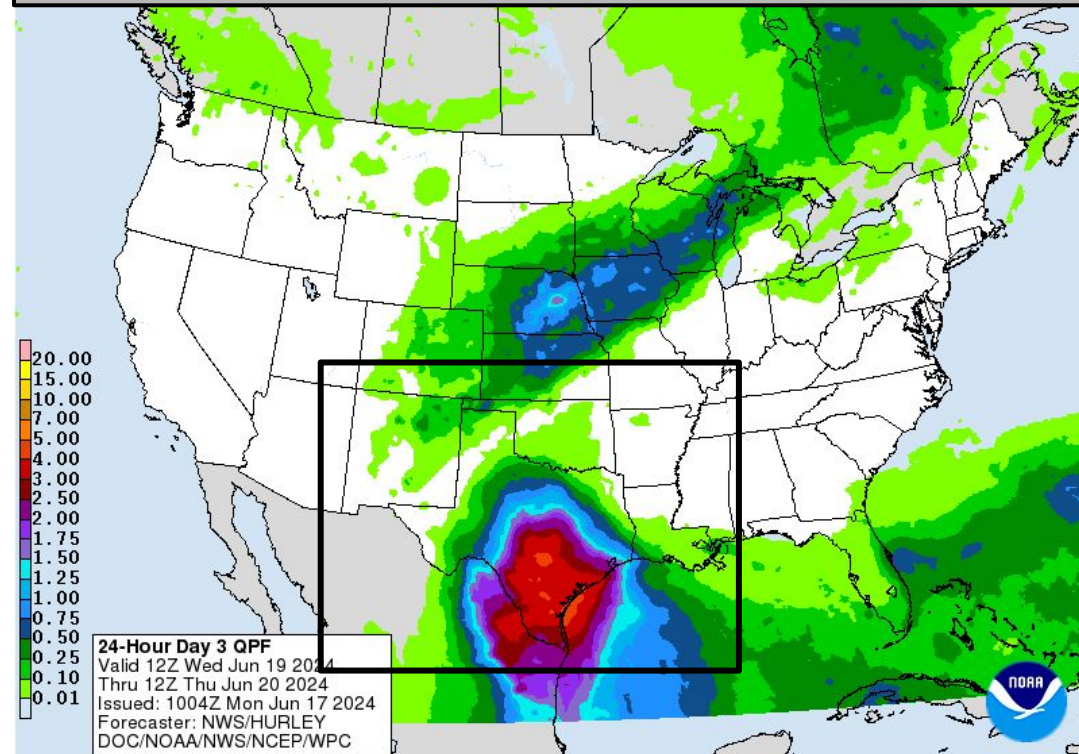 20.00
15.00
10.00
7.00
5.00
4.00
3.00
2.50
2.00
1.75
1.50
1.25
1.00
0.75
0.50
0.25
0.10
0.01
24-Hour Day 3 QPF
Valid 12Z Wed Jun 19 2024
Thru 12Z Thu Jun 20 2024
Issued: 1004Z Mon Jun 17 2024
Forecaster: NWS/HURLEY
DOC/NOAA/NWS/NCEP/WPC
NOAA